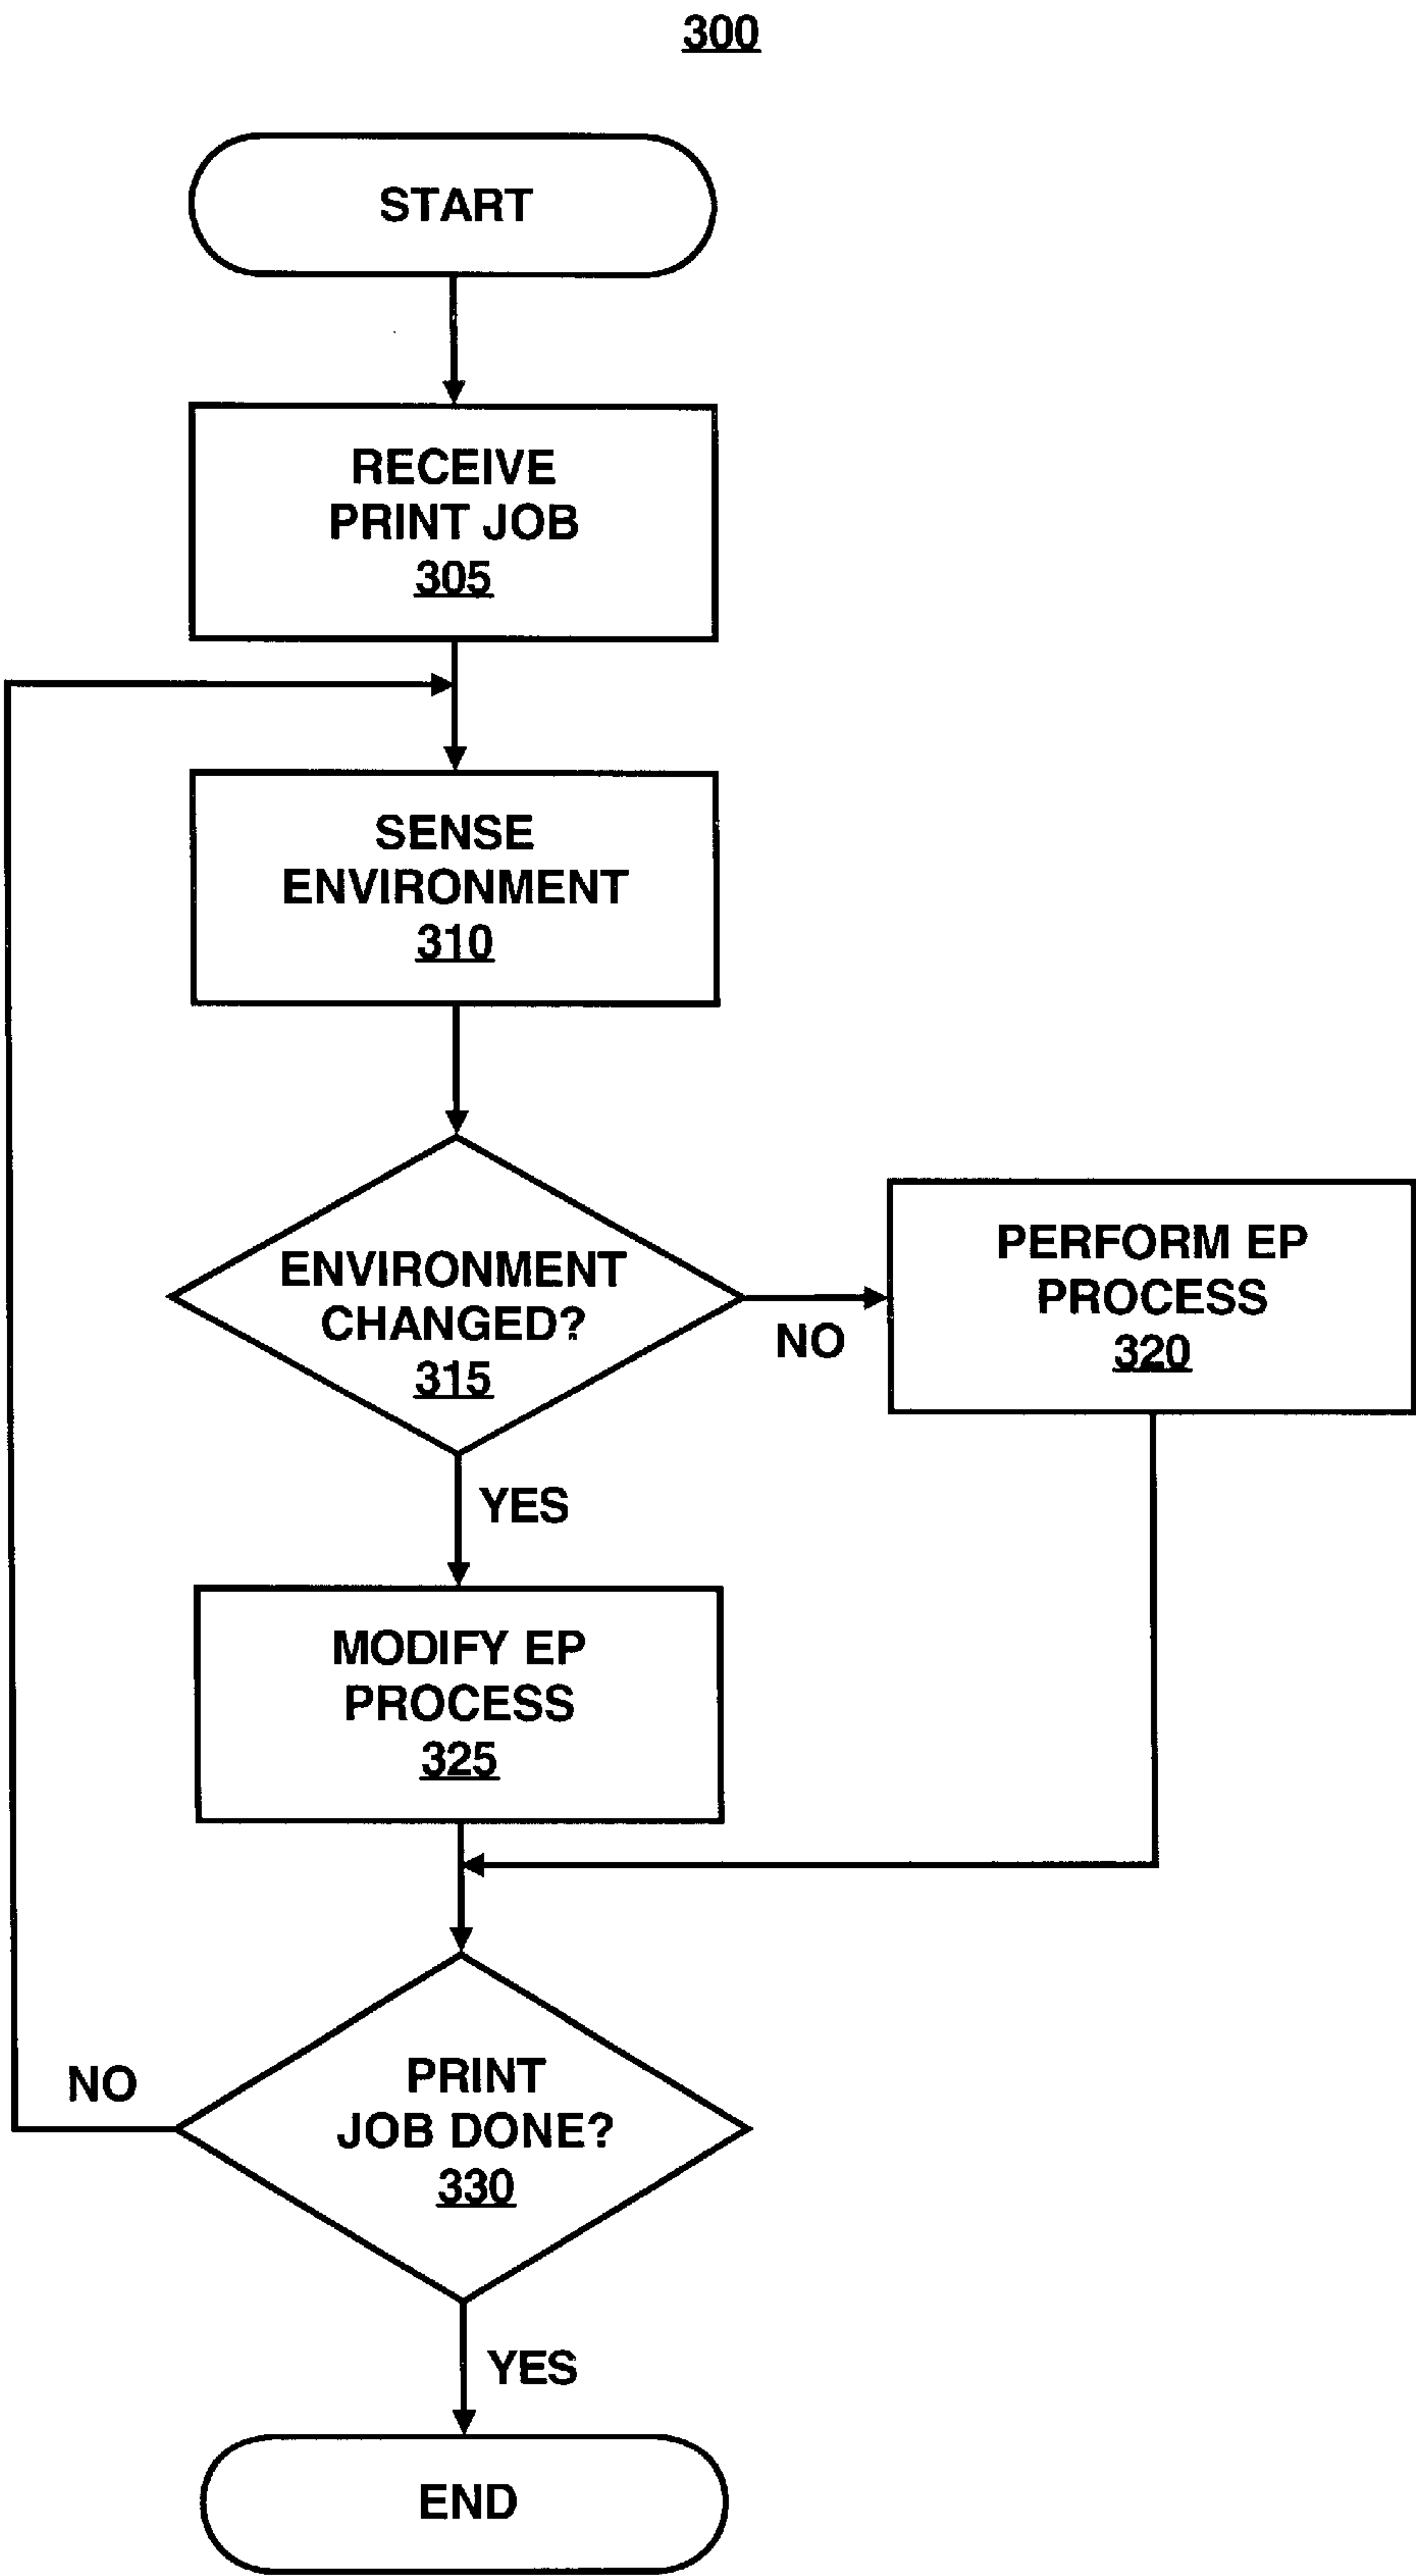 300
START
RECEIVE
PRINT JOB
305
SENSE
ENVIRONMENT
310
ENVIRONMENT
CHANGED?
315
NO
PERFORM EP
PROCESS
320
YES
MODIFY EP
PROCESS
325
NO
PRINT
JOB DONE?
330
YES
END